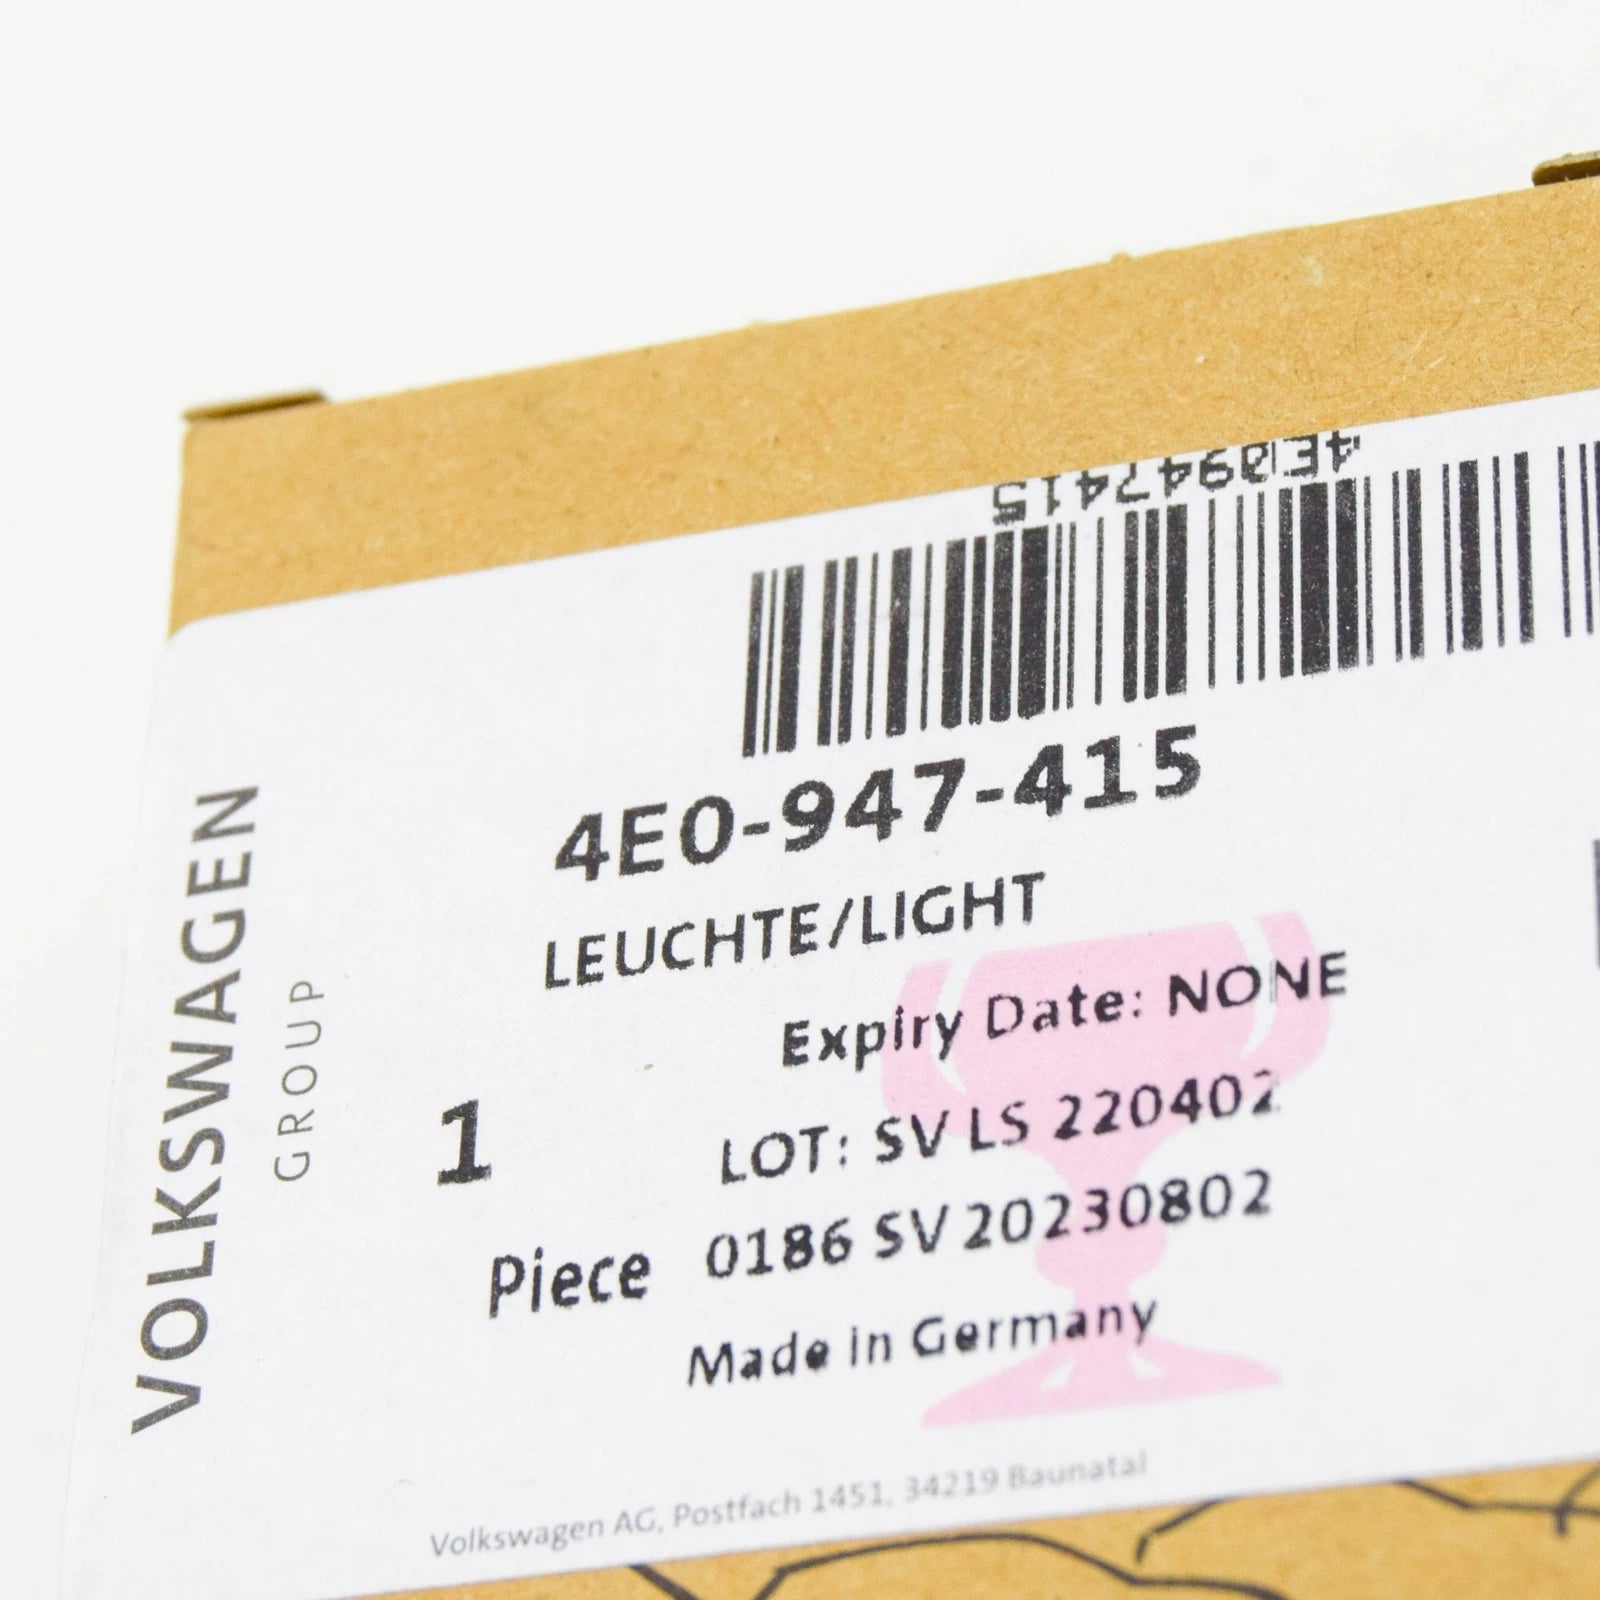 4E0947415
4E0-947-415
LEUCHTE/LIGHT
Expiry Date: NONE
1
LOT: SV LS 220402
Piece
0186 SV 20230802
Made in Germany
VOLKSWAGEN
GROUP
Volkswagen AG, Postfach 1451, 34219 Baunatal